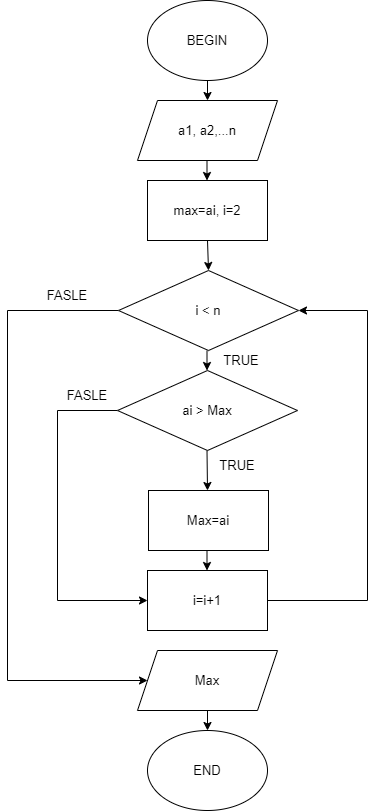 BEGIN
a1, a2,...n
max=ai, i=2
FASLE
i < n
TRUE
FASLE
ai > Max
TRUE
Max=ai
i=i+1
Max
END